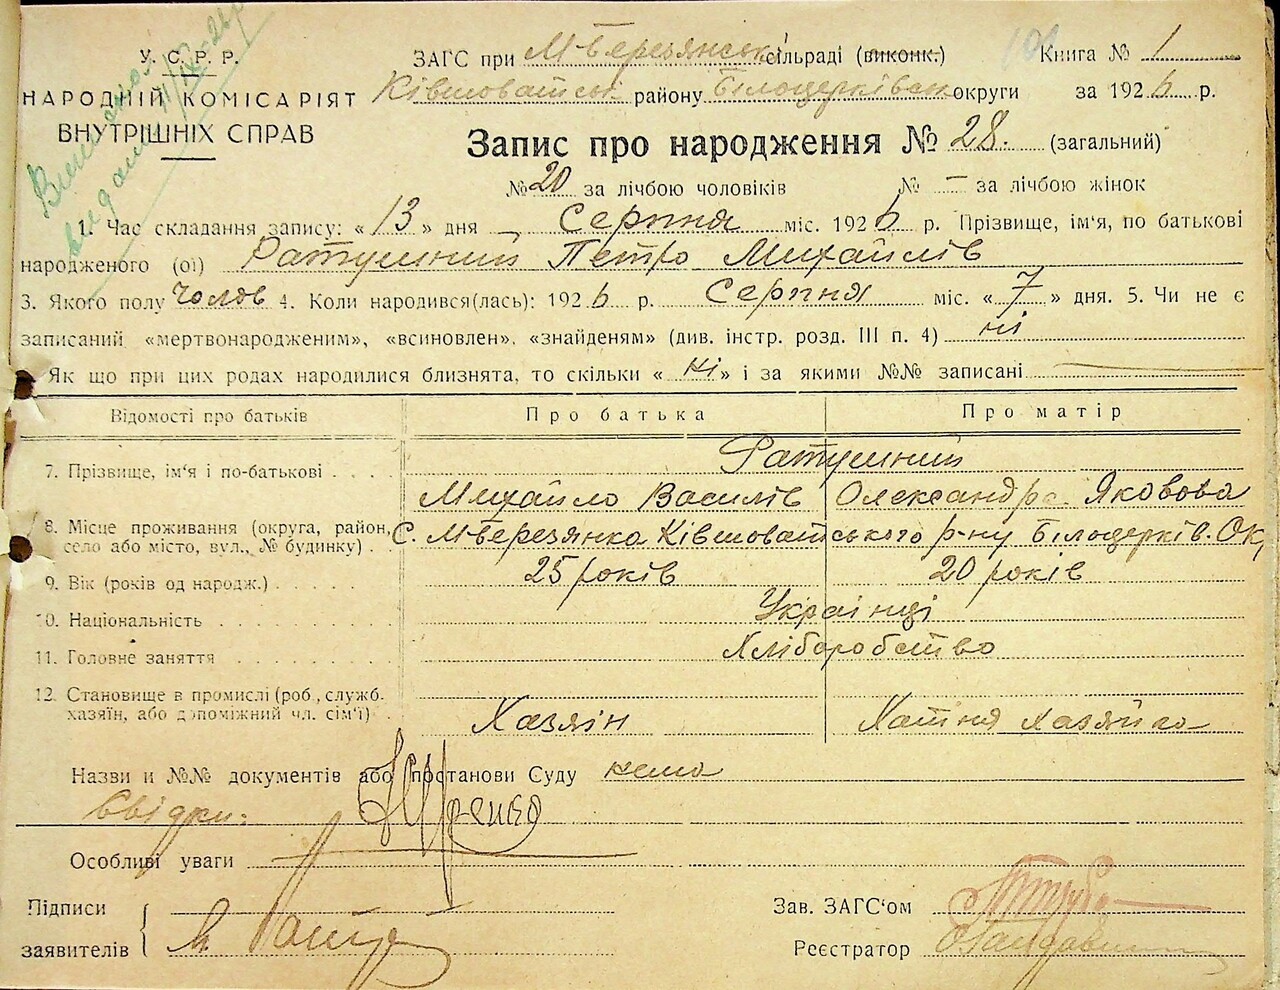 У. С. Р. Р.
НАРОДНІЙ КОМІСАРІЯТ
ВНУТРІШНІХ СПРАВ
ЗАГС при МБерезянські сільраді (виконк.) Книга № 1
Ківшоватськ району Білоцерківськ округи за 1926 р.
Запис про народження № 28. (загальний)
№ 20 за лічбою чоловіків № – за лічбою жінок
1. Час складання запису: « 13 » дня Серпня міс. 1926 р. Прізвище, ім'я, по батькові
народженого (ої) Ратушний Петро Михайлів
3. Якого полу Чолов 4. Коли народився(лась): 1926 р. Серпня міс. « 7 » дня. 5. Чи не є
записаний «мертвонародженим», «всиновлен», «знайденям» (див. інстр. розд. III п. 4) ні
Як що при цих родах народилися близнята, то скільки « ні » і за якими №№ записані
Відомості про батьків Про батька Про матір
7. Прізвище, ім'я і по-батькові Ратушний
Михайло Василів Олександра Яковова
8. Місце проживання (округа, район, село або місто, вул., № будинку) С. МБерезянка Ківшоватського р-ну Білоцерків. Ок,
9. Вік (років од народж.) 25 років 20 років
10. Національність Українці
11. Головне заняття Хліборобство
12. Становище в промислі (роб, служб. хазяїн, або допоміжний чл. сім'ї) Хазяін Хатня Хазяйка
Назви и №№ документів або постанови Суду нема
Свідки:
Особливі уваги
Підписи
заявителів
Зав. ЗАГС'ом
Реєстратор